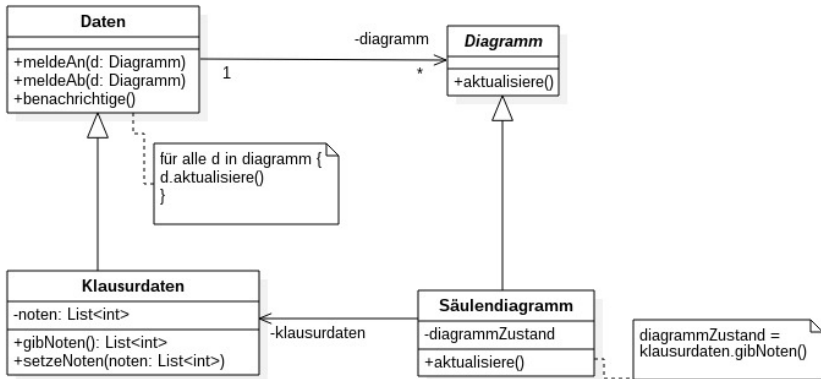 Daten
+meldeAn(d: Diagramm)
+meldeAb(d: Diagramm)
+benachrichtige()
-diagramm
1
*
Diagramm
+aktualisiere()
für alle d in diagramm {
d.aktualisiere()
}
Klausurdaten
-noten: List<int>
+gibNoten(): List<int>
+setzeNoten(noten: List<int>)
-klausurdaten
Säulendiagramm
-diagrammZustand
+aktualisiere()
diagrammZustand =
klausurdaten.gibNoten()